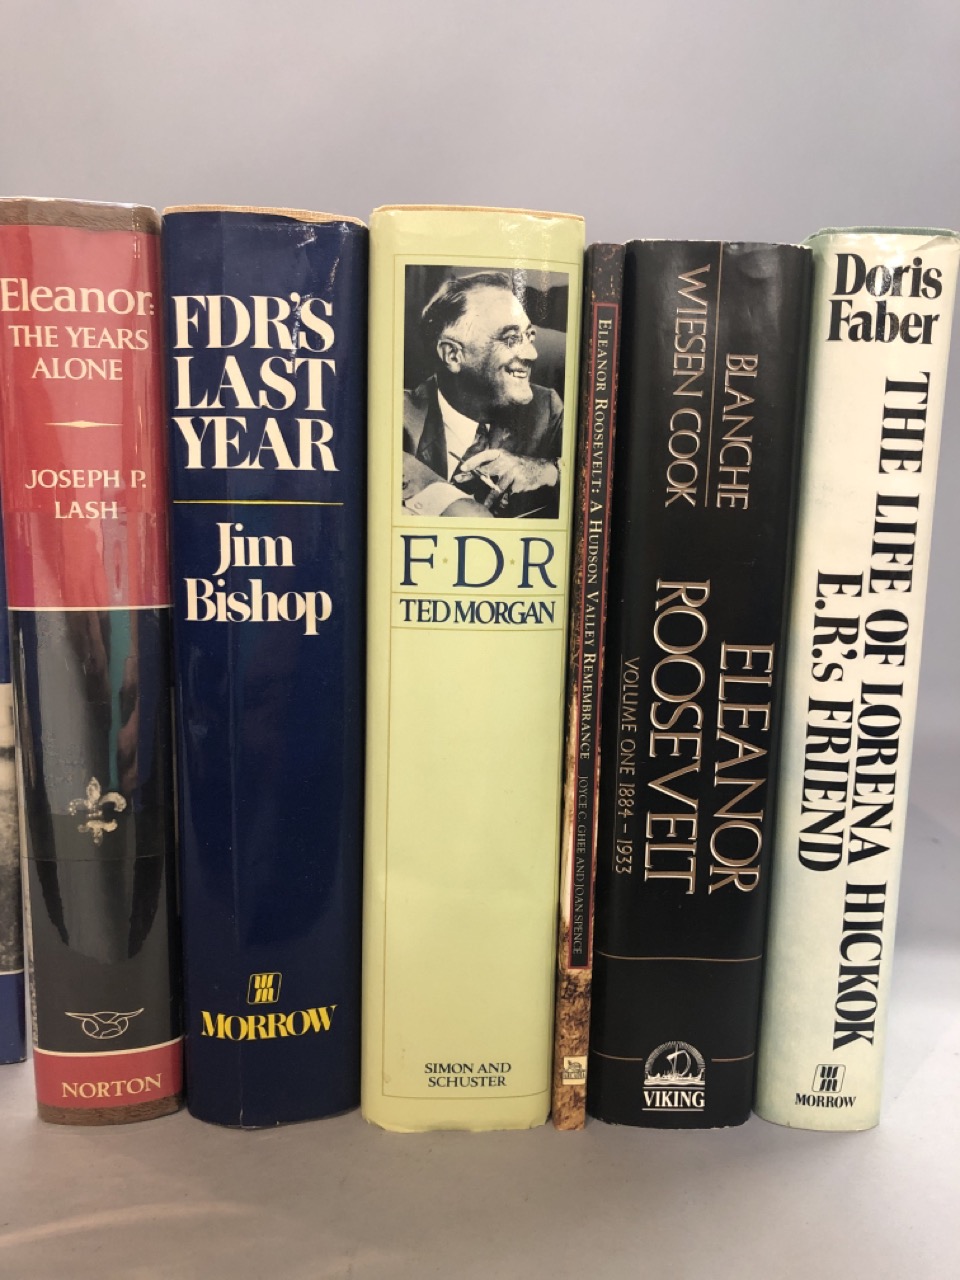 Eleanor:
THE YEARS
ALONE
JOSEPH P.
LASH
NORTON
FDR'S
LAST
YEAR
Jim
Bishop
MORROW
F·D·R
TED MORGAN
SIMON AND
SCHUSTER
ELEANOR ROOSEVELT: A HUDSON VALLEY REMEMBRANCE JOYCE C. GHEE AND JOAN SPENCE
BLANCHE
WIESEN COOK
ELEANOR
ROOSEVELT
VOLUME ONE 1884-1933
VIKING
Doris
Faber
THE LIFE OF LORENA HICKOK
E.R.'s FRIEND
MORROW